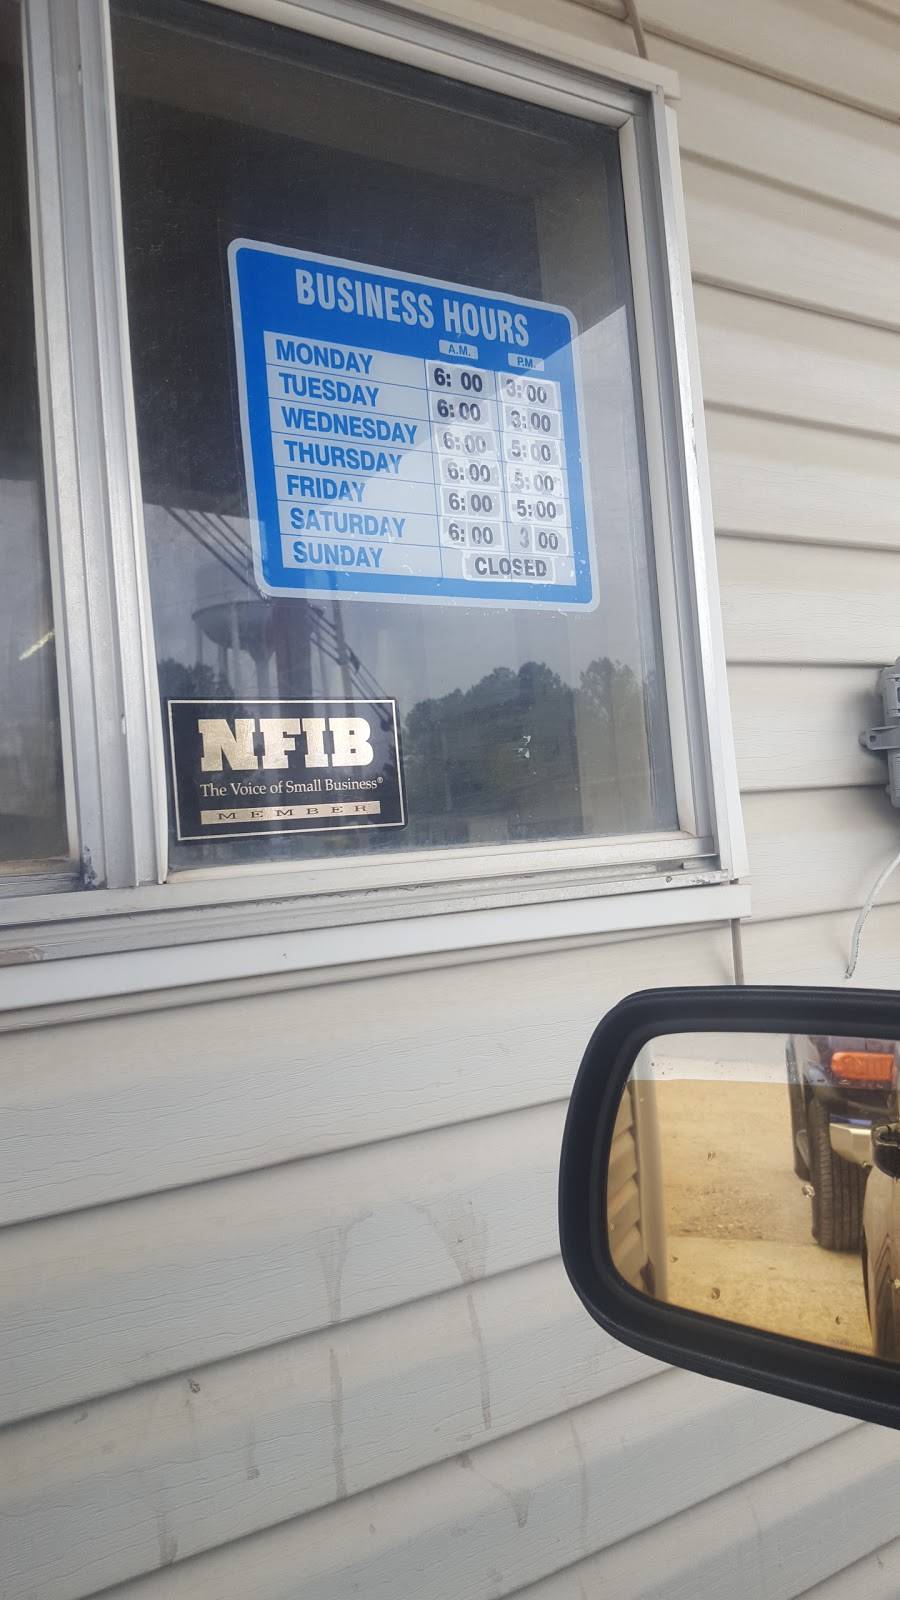 BUSINESS HOURS
A.M. P.M.
MONDAY 6:00 3:00
TUESDAY 6:00 3:00
WEDNESDAY 6:00 5:00
THURSDAY 6:00 5:00
FRIDAY 6:00 5:00
SATURDAY 6:00 3 00
SUNDAY CLOSED
NFIB
The Voice of Small Business®
MEMBER